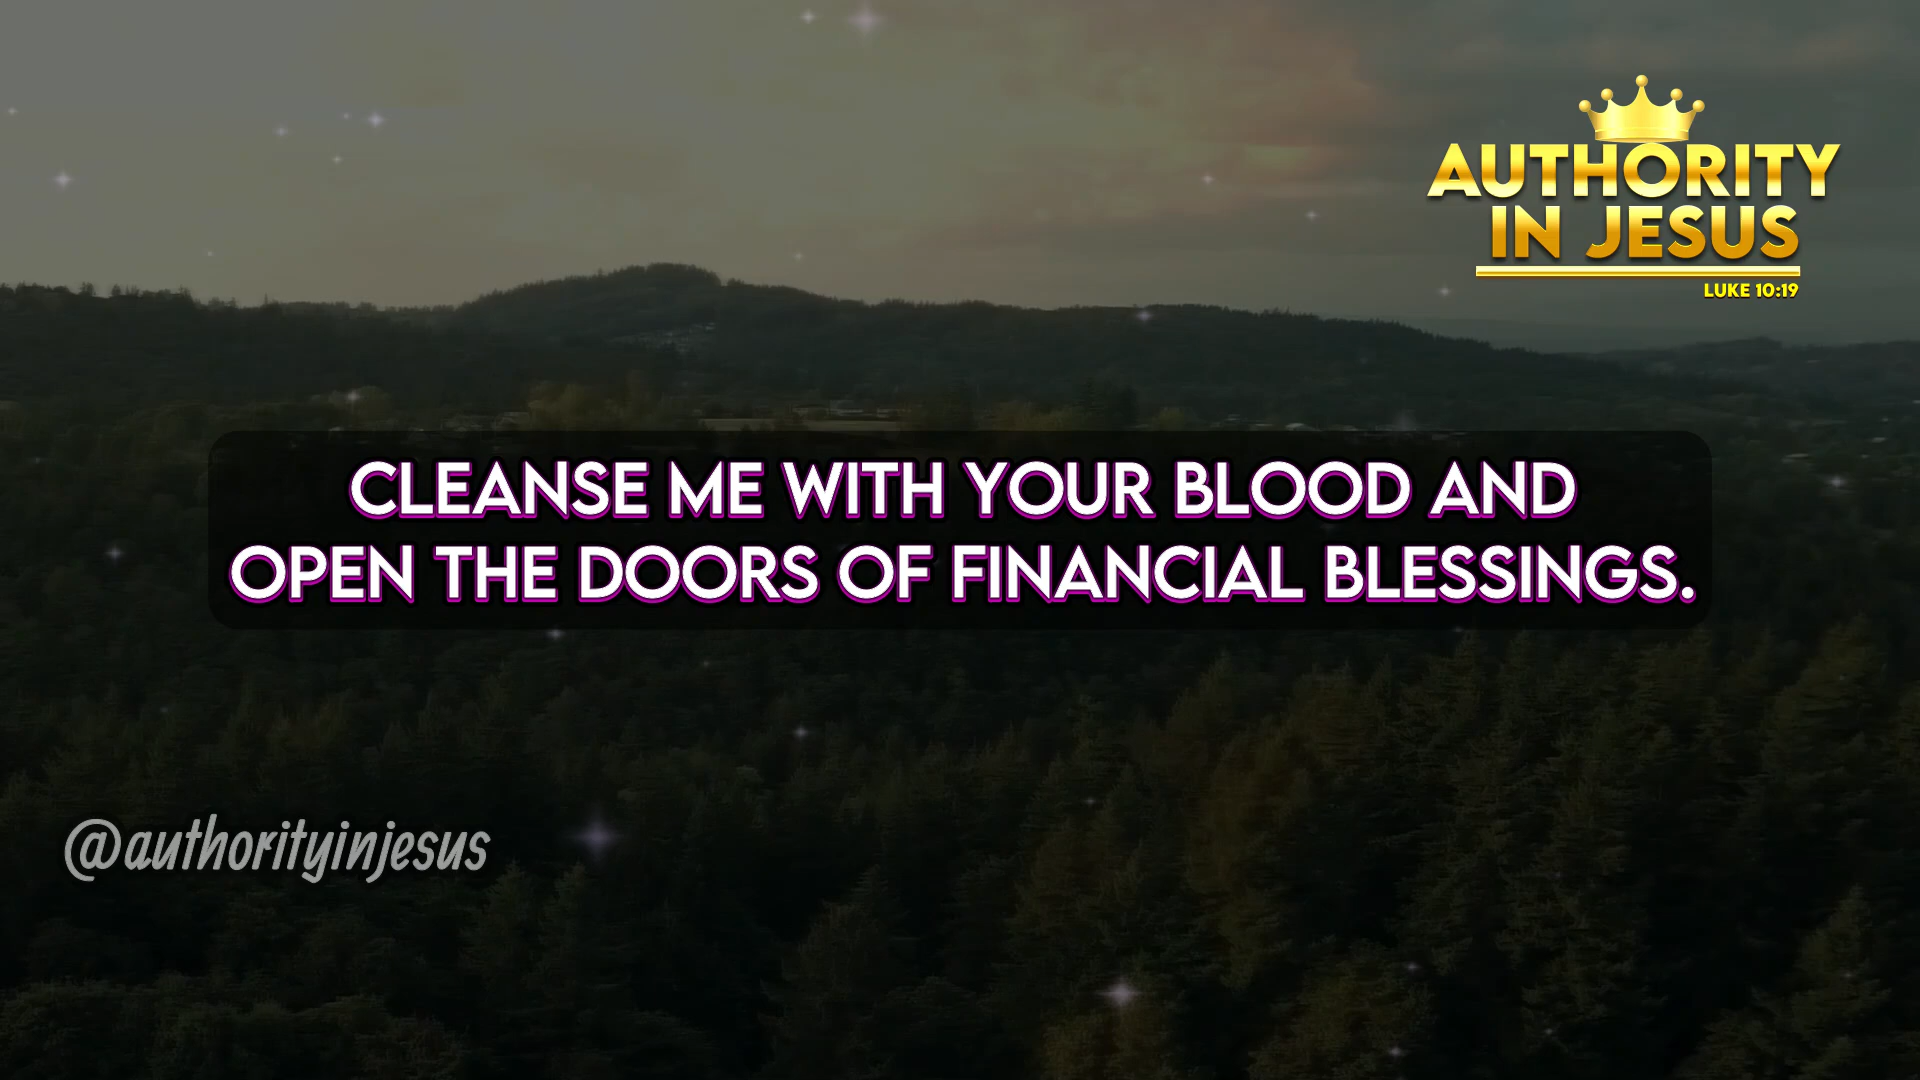 AUTHORITY
IN JESUS
LUKE 10:19
CLEANSE ME WITH YOUR BLOOD AND
OPEN THE DOORS OF FINANCIAL BLESSINGS.
@authorityinjesus